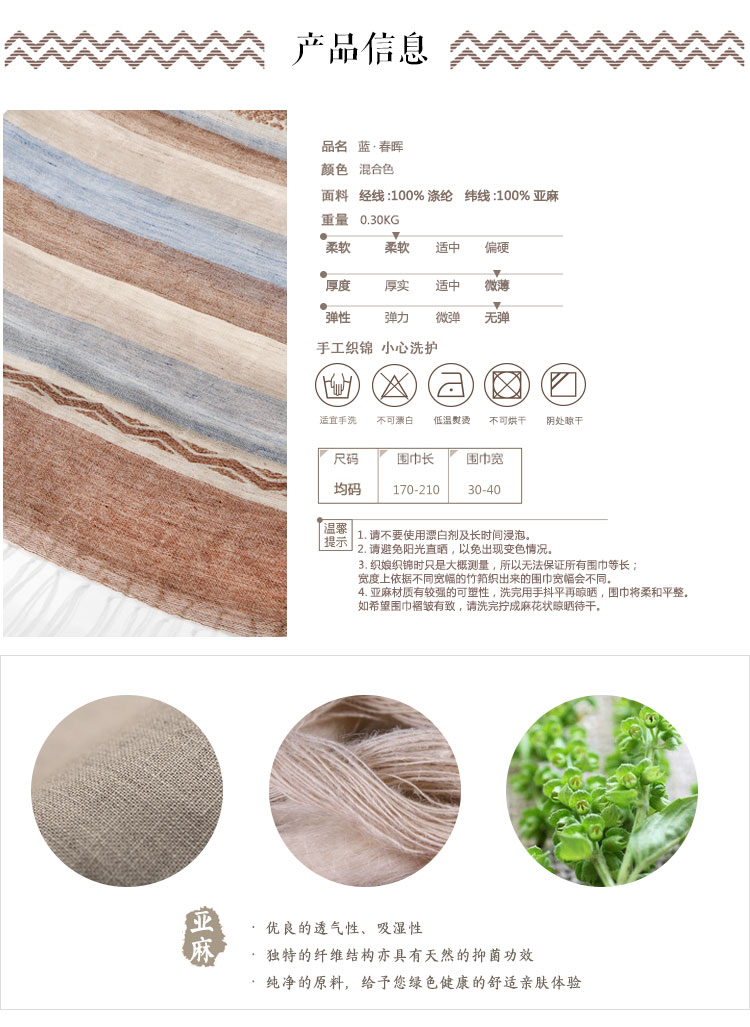 产品信息
品名 蓝·春晖
颜色 混合色
面料 经线:100% 涤纶 纬线:100% 亚麻
重量 0.30KG
柔软 柔软 适中 偏硬
厚度 厚实 适中 微薄
弹性 弹力 微弹 无弹
手工织锦 小心洗护
适宜手洗 不可漂白 低温熨烫 不可烘干 阴处晾干
尺码 围巾长 围巾宽
均码 170-210 30-40
温馨
提示
1. 请不要使用漂白剂及长时间浸泡。
2. 请避免阳光直晒，以免出现变色情况。
3. 织娘织锦时只是大概测量，所以无法保证所有围巾等长；
宽度上依据不同宽幅的竹筘织出来的围巾宽幅会不同。
4. 亚麻材质有较强的可塑性，洗完用手抖平再晾晒，围巾将柔和平整。
如希望围巾褶皱有致，请洗完拧成麻花状晾晒待干。
亚麻
· 优良的透气性、吸湿性
· 独特的纤维结构亦具有天然的抑菌功效
· 纯净的原料，给予您绿色健康的舒适亲肤体验